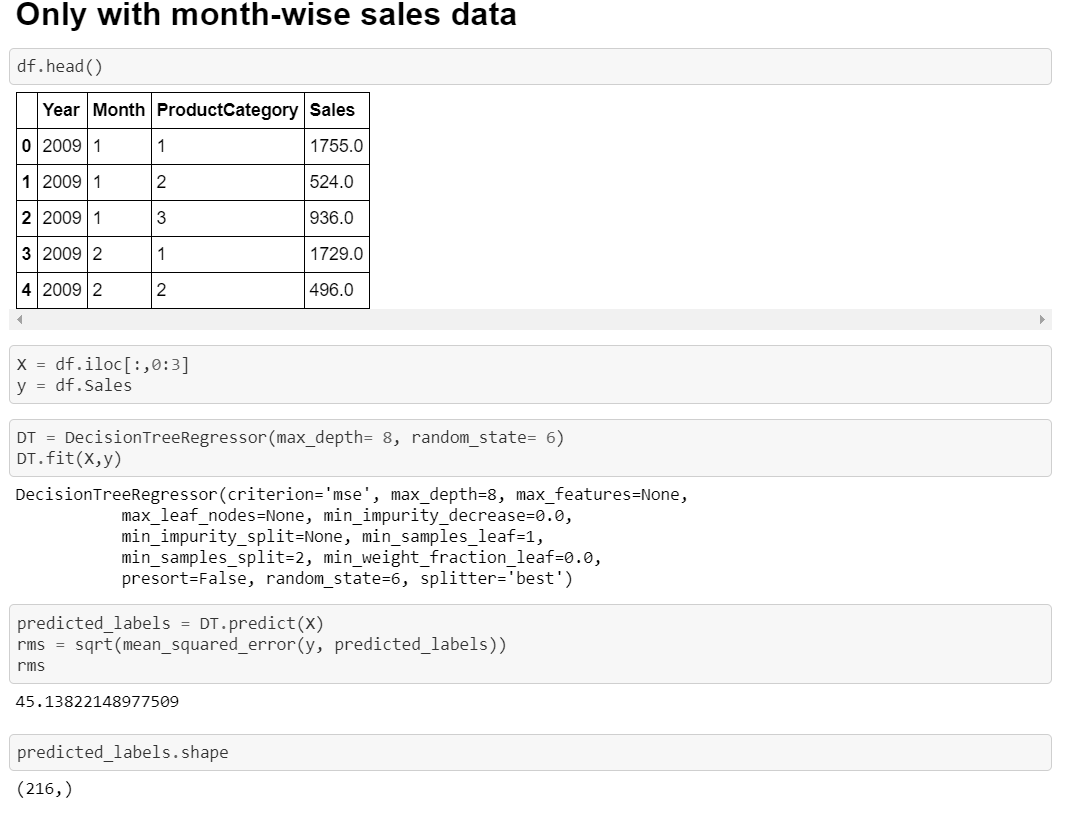 Only with month-wise sales data
df.head()
Year Month ProductCategory Sales
0 2009 1 1 1755.0
1 2009 1 2 524.0
2 2009 1 3 936.0
3 2009 2 1 1729.0
4 2009 2 2 496.0
X = df.iloc[:,0:3]
y = df.Sales
DT = DecisionTreeRegressor(max_depth= 8, random_state= 6)
DT.fit(X,y)
DecisionTreeRegressor(criterion='mse', max_depth=8, max_features=None,
max_leaf_nodes=None, min_impurity_decrease=0.0,
min_impurity_split=None, min_samples_leaf=1,
min_samples_split=2, min_weight_fraction_leaf=0.0,
presort=False, random_state=6, splitter='best')
predicted_labels = DT.predict(X)
rms = sqrt(mean_squared_error(y, predicted_labels))
rms
45.13822148977509
predicted_labels.shape
(216,)